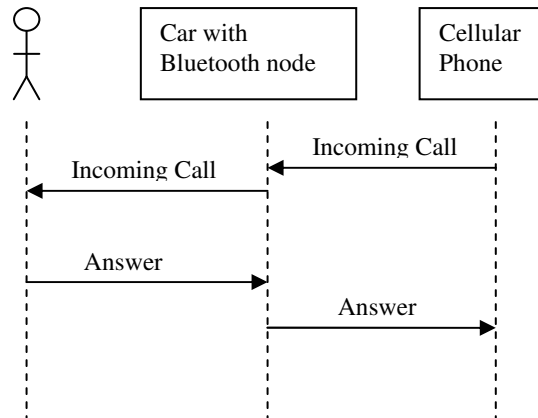 Car with
Bluetooth node
Cellular
Phone
Incoming Call
Incoming Call
Answer
Answer